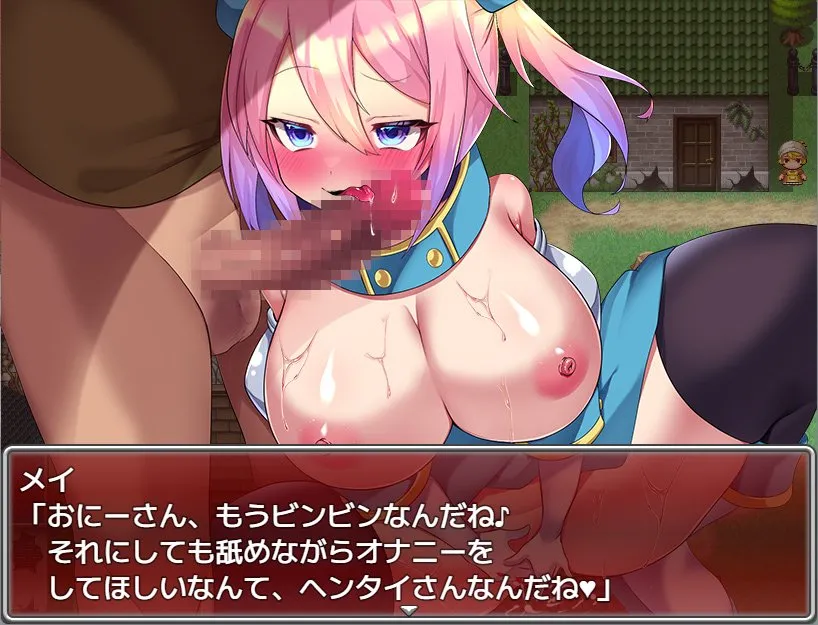 メイ
「おにーさん、もうビンビンなんだね♪
それにしても舐めながらオナニーを
してほしいなんて、ヘンタイさんなんだね♥」